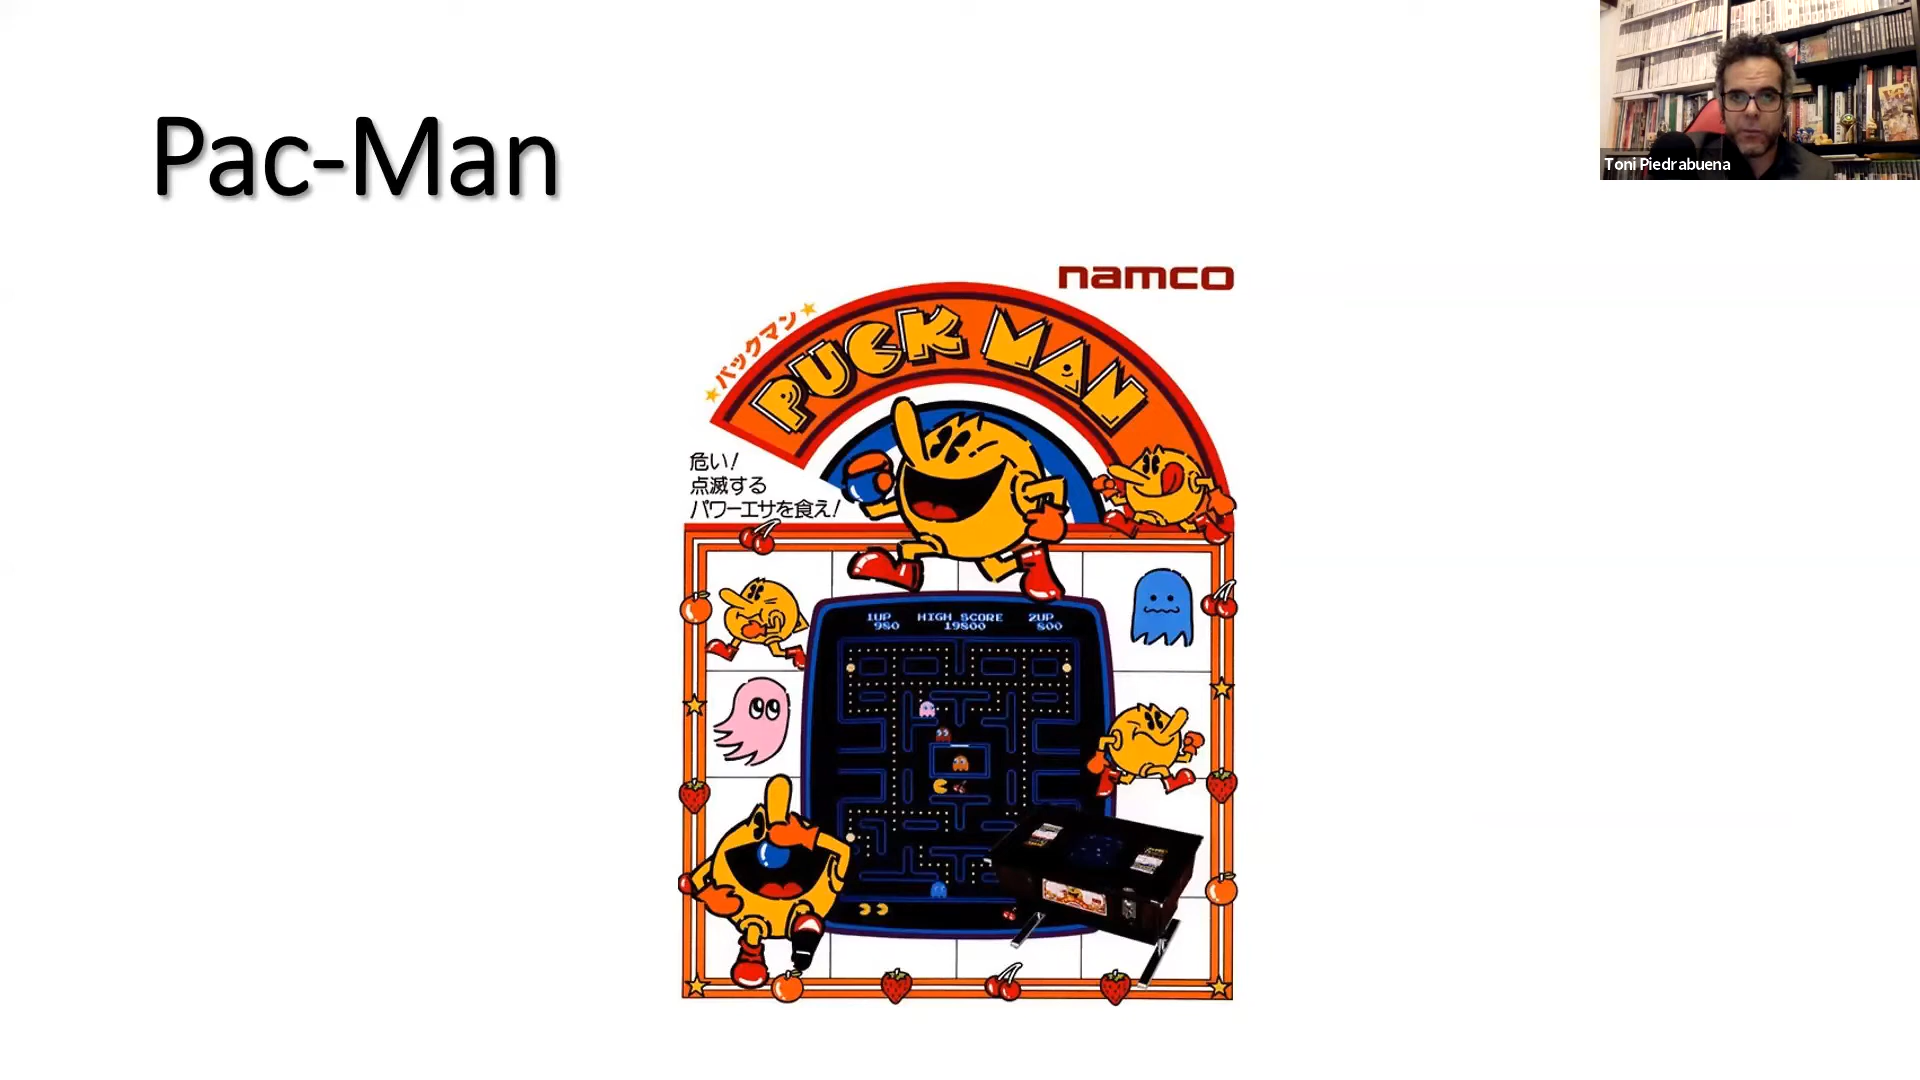 Pac-Man
Toni Piedrabuena
namco
パックマン
PUCK MAN
危い!
点滅する
パワーエサを食え!
1UP HIGH SCORE 2UP
980 19800 800